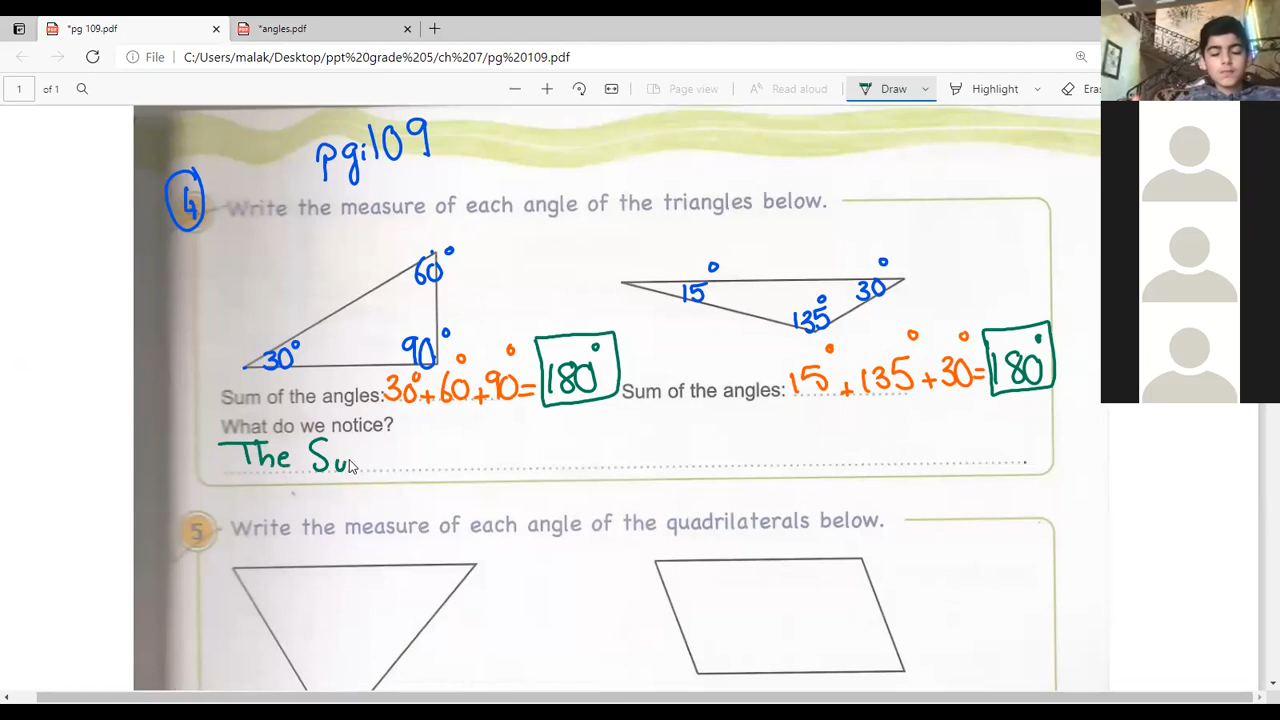 *pg 109.pdf
*angles.pdf
File
C:/Users/malak/Desktop/ppt%20grade%205/ch%207/pg%20109.pdf
1 of 1
Page view
Read aloud
Draw
Highlight
Eras
pg:109
4 Write the measure of each angle of the triangles below.
60°
30°
90°
15°
135°
30°
Sum of the angles: 30°+60°+90°= 180°
Sum of the angles: 15°+135°+30°= 180°
What do we notice?
The Su
5 Write the measure of each angle of the quadrilaterals below.